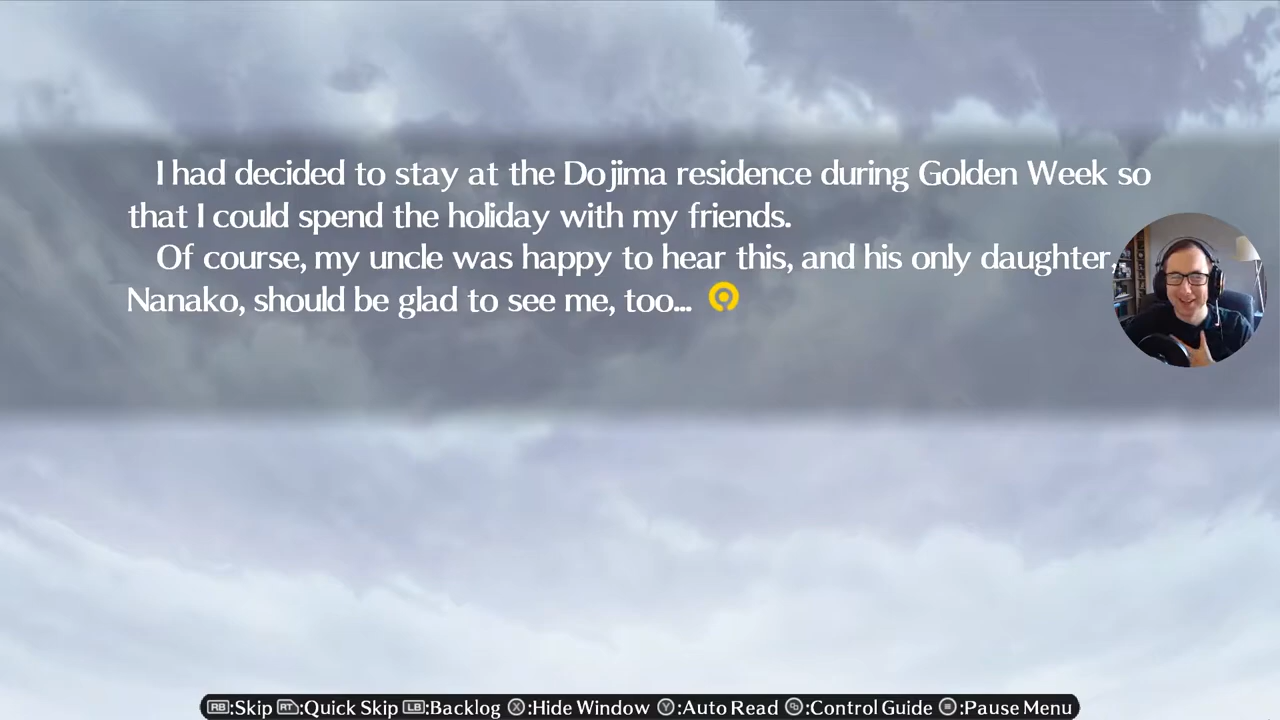 I had decided to stay at the Dojima residence during Golden Week so
that I could spend the holiday with my friends.
Of course, my uncle was happy to hear this, and his only daughter,
Nanako, should be glad to see me, too...
RB:Skip RT:Quick Skip LB:Backlog X:Hide Window Y:Auto Read :Control Guide :Pause Menu